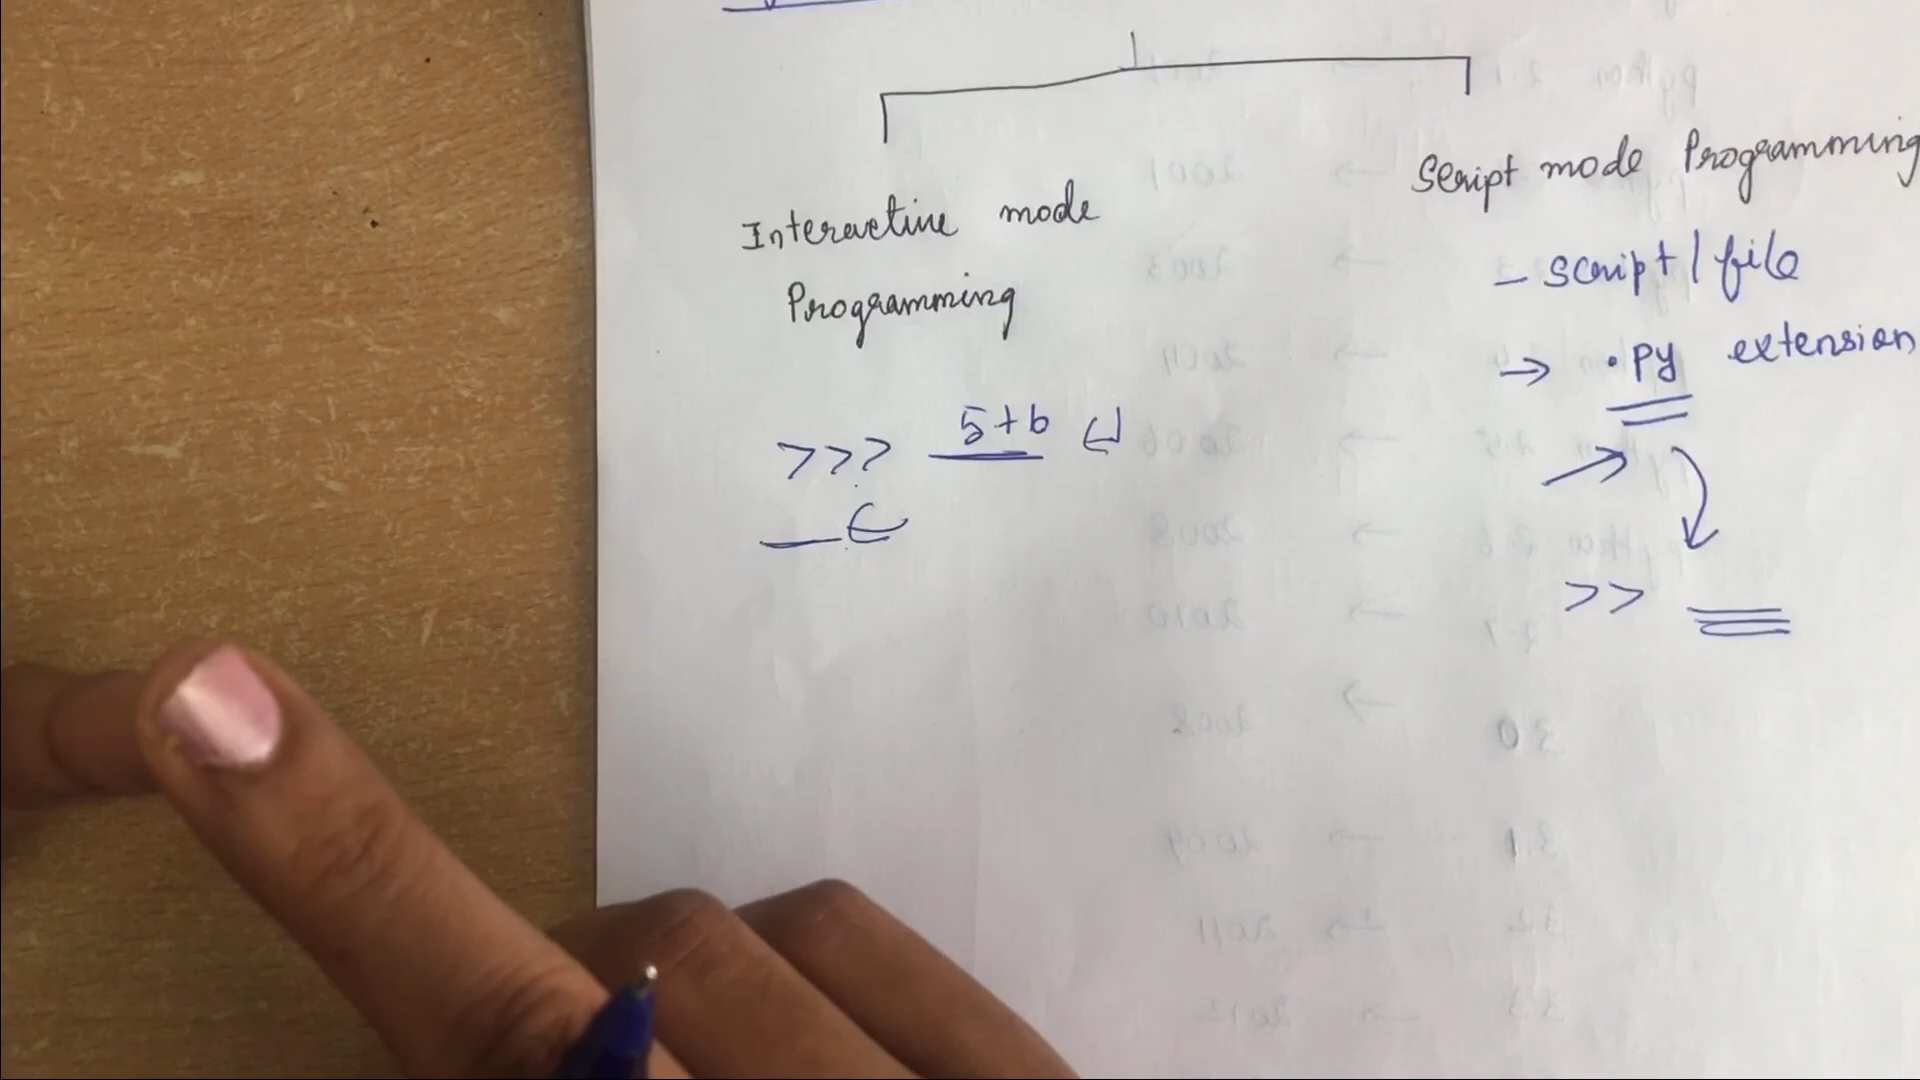 Interactive mode
Programming
>>> 5+6
Script mode Programming
- script/file
→ .py extension
>>